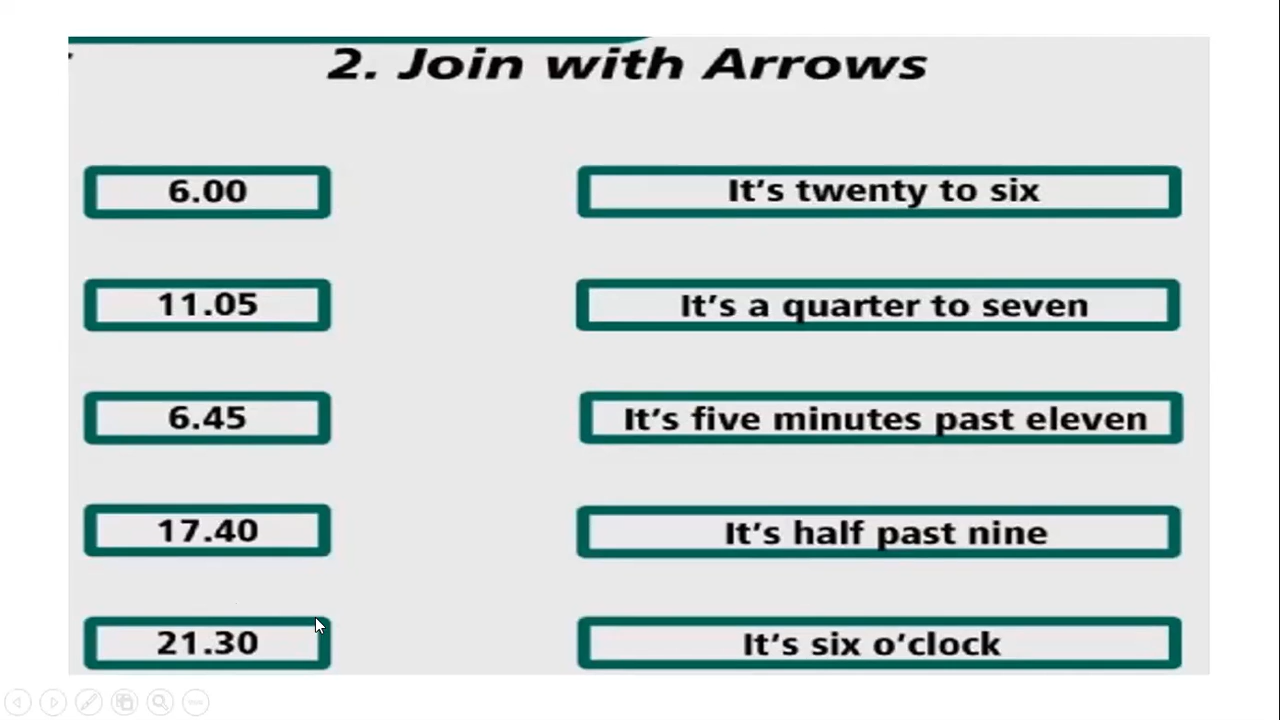 2. Join with Arrows
6.00
It’s twenty to six
11.05
It’s a quarter to seven
6.45
It’s five minutes past eleven
17.40
It’s half past nine
21.30
It’s six o’clock